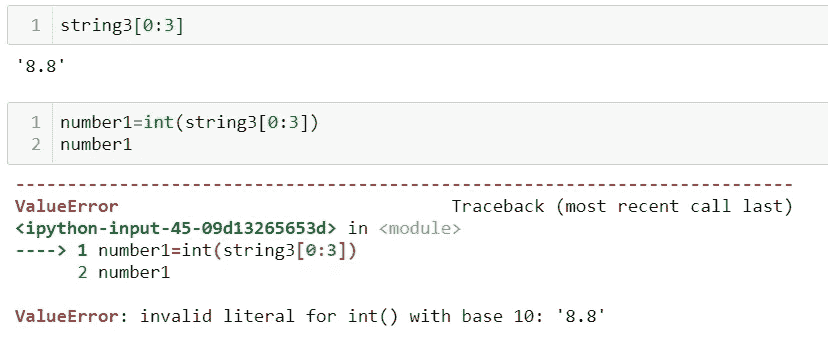 1 string3[0:3]
'8.8'
1 number1=int(string3[0:3])
2 number1
---------------------------------------------------------------------------
ValueError Traceback (most recent call last)
<ipython-input-45-09d13265653d> in <module>
----> 1 number1=int(string3[0:3])
2 number1
ValueError: invalid literal for int() with base 10: '8.8'